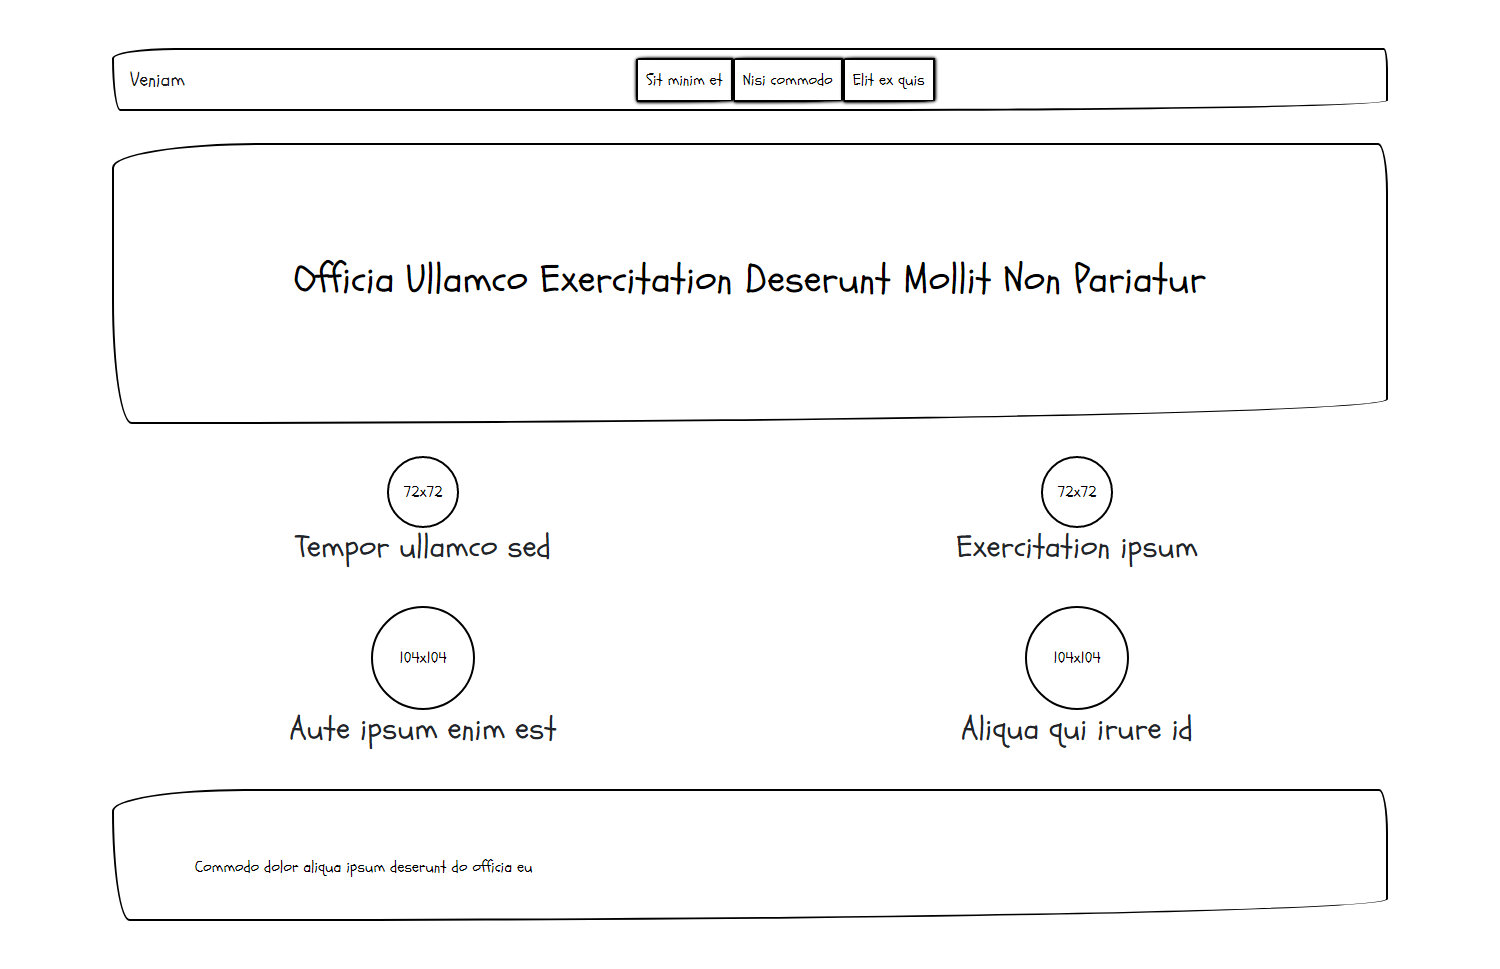 Veniam
Sit minim et
Nisi commodo
Elit ex quis
Officia Ullamco Exercitation Deserunt Mollit Non Pariatur
72x72
Tempor ullamco sed
72x72
Exercitation ipsum
104x104
Aute ipsum enim est
104x104
Aliqua qui irure id
Commodo dolor aliqua ipsum deserunt do officia eu